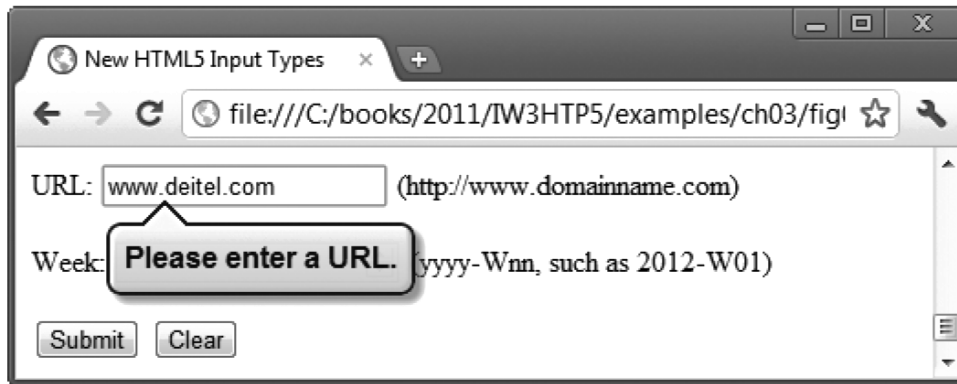 New HTML5 Input Types
file:///C:/books/2011/IW3HTP5/examples/ch03/fig
URL: www.deitel.com (http://www.domainname.com)
Please enter a URL.
Week: (yyyy-Wnn, such as 2012-W01)
Submit Clear